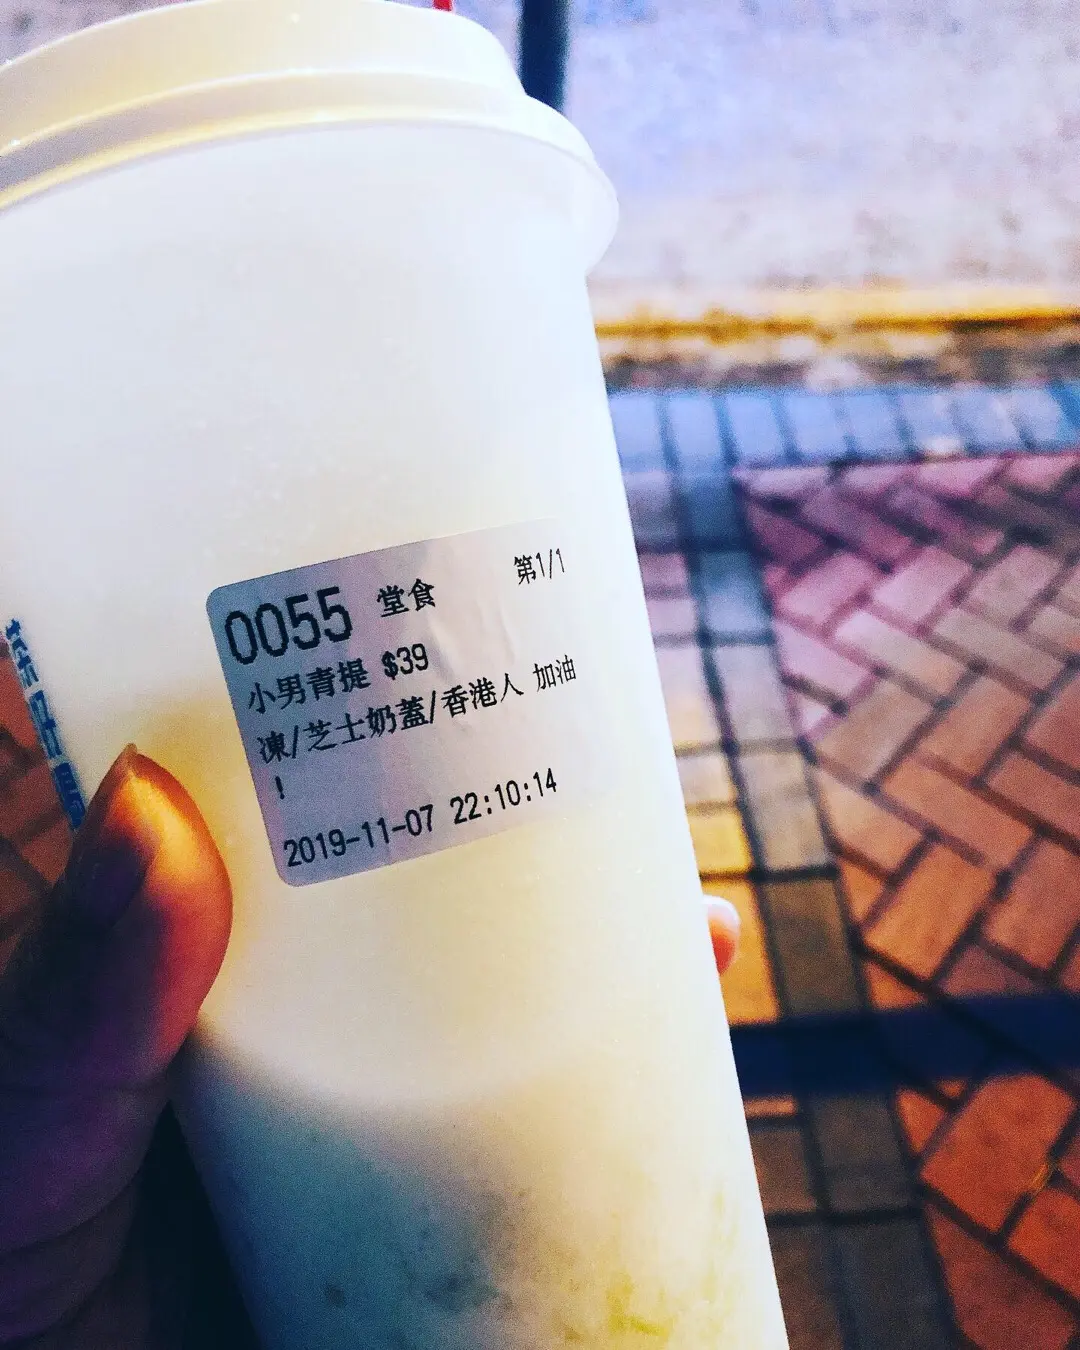 0055 堂食 第1/1
小男青提 $39
凍/芝士奶蓋/香港人 加油
!
2019-11-07 22:10:14